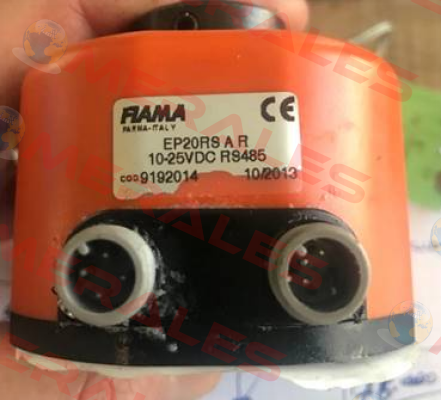 FIAMA CE
PARMA-ITALY
EP20RS A R
10-25VDC RS485
COD 9192014 10/2013